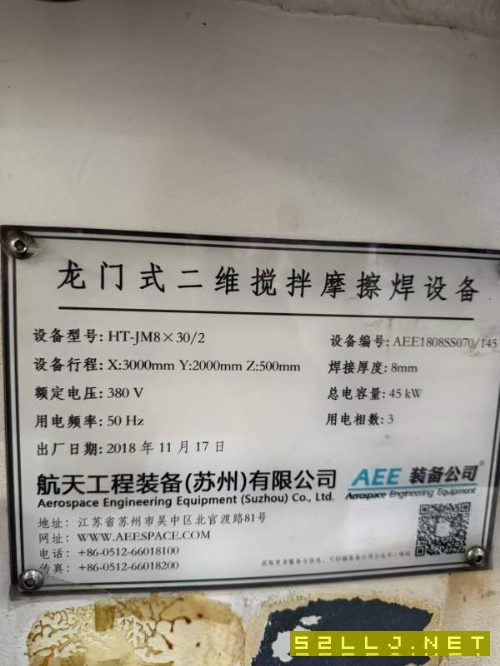 龙门式二维搅拌摩擦焊设备
设备型号: HT-JM8×30/2
设备编号: AEE1808SS070/145
设备行程: X:3000mm Y:2000mm Z:500mm
焊接厚度: 8mm
额定电压: 380 V
总电容量: 45 kW
用电频率: 50 Hz
用电相数: 3
出厂日期: 2018 年 11 月 17日
航天工程装备(苏州)有限公司
Aerospace Engineering Equipment (Suzhou) Co., Ltd.
AEE 装备公司
Aerospace Engineering Equipment
地址: 江苏省苏州市吴中区北官渡路81号
网址: WWW.AEESPACE.COM
电话: +86-0512-66018100
传真: +86-0512-66018200
52LLJ.NET